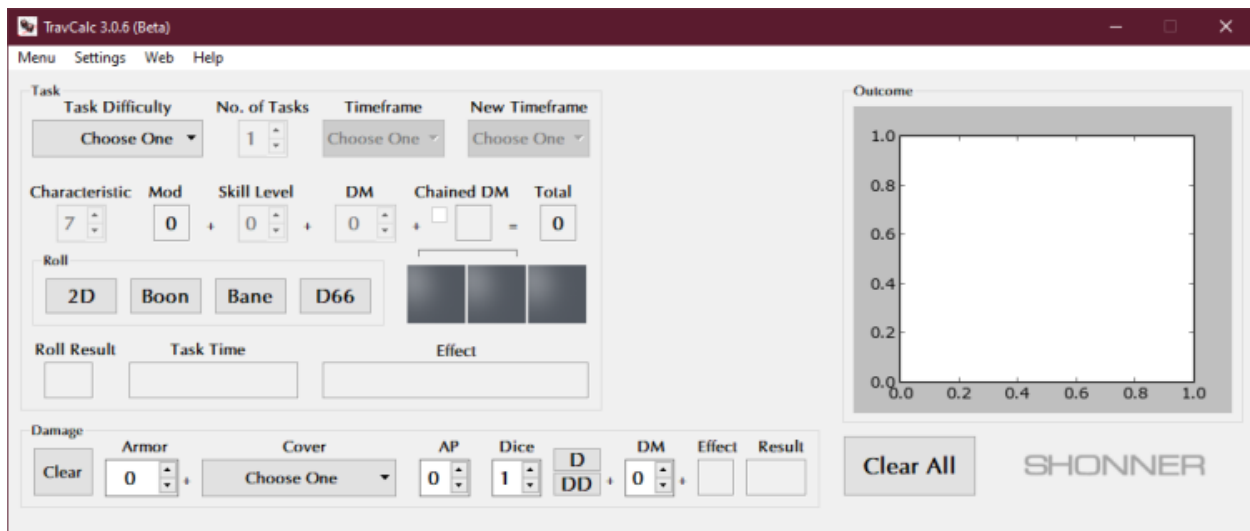 TravCalc 3.0.6 (Beta)
Menu Settings Web Help
Task
Task Difficulty No. of Tasks Timeframe New Timeframe
Choose One 1 Choose One Choose One
Characteristic Mod Skill Level DM Chained DM Total
7 0 + 0 + 0 + = 0
Roll
2D Boon Bane D66
Roll Result Task Time Effect
Outcome
1.0
0.8
0.6
0.4
0.2
0.0
0.0 0.2 0.4 0.6 0.8 1.0
Damage
Armor Cover AP Dice DM Effect Result
Clear 0 + Choose One 0 1 D DD + 0 +
Clear All SHONNER